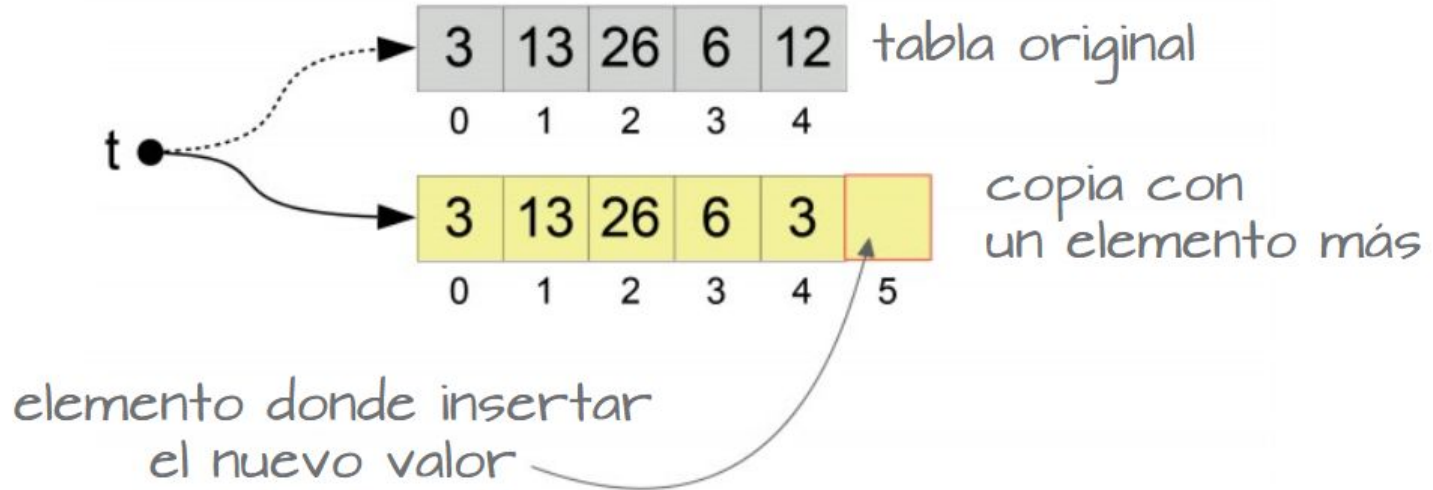 3 13 26 6 12 tabla original
0 1 2 3 4
t
3 13 26 6 3
copia con
un elemento más
0 1 2 3 4 5
elemento donde insertar
el nuevo valor